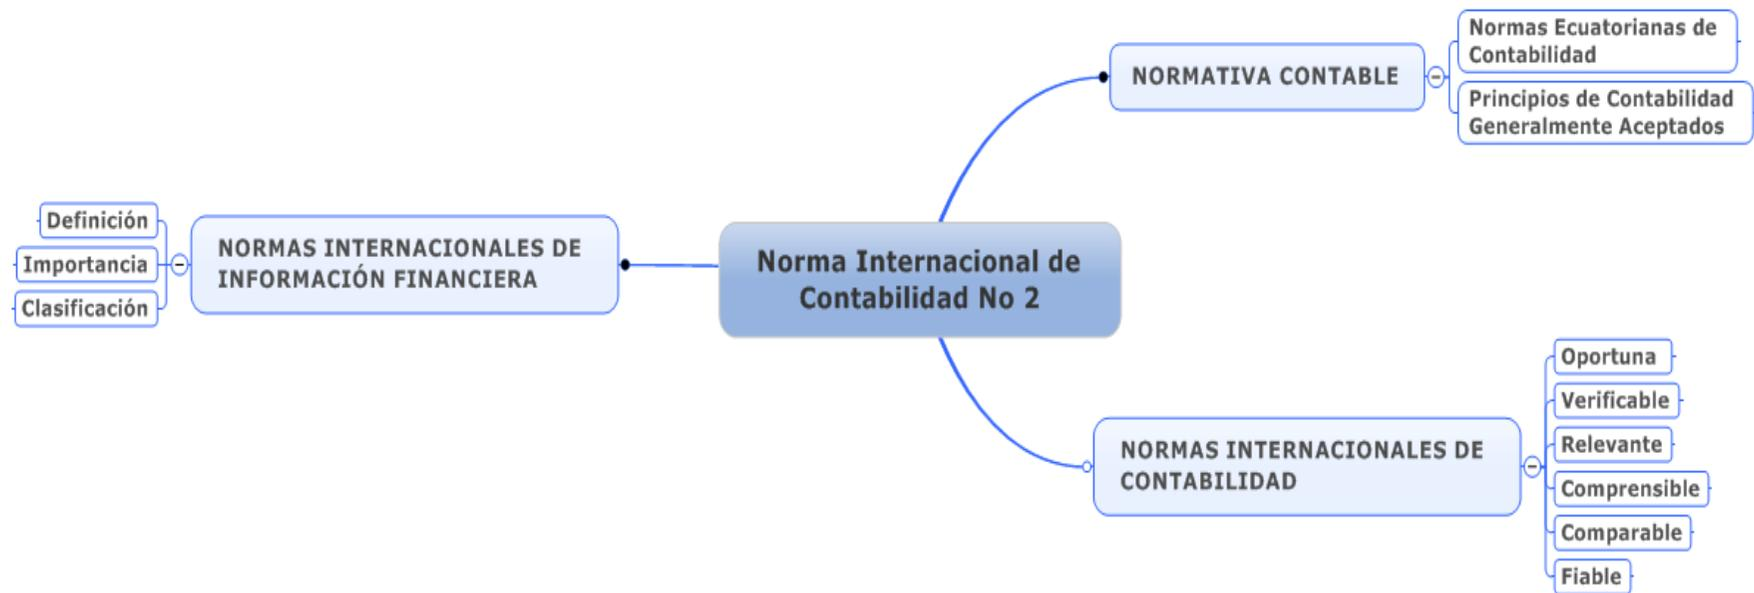 Normas Ecuatorianas de
Contabilidad
NORMATIVA CONTABLE
Principios de Contabilidad
Generalmente Aceptados
Definición
Importancia
Clasificación
NORMAS INTERNACIONALES DE
INFORMACIÓN FINANCIERA
Norma Internacional de
Contabilidad No 2
NORMAS INTERNACIONALES DE
CONTABILIDAD
Oportuna
Verificable
Relevante
Comprensible
Comparable
Fiable